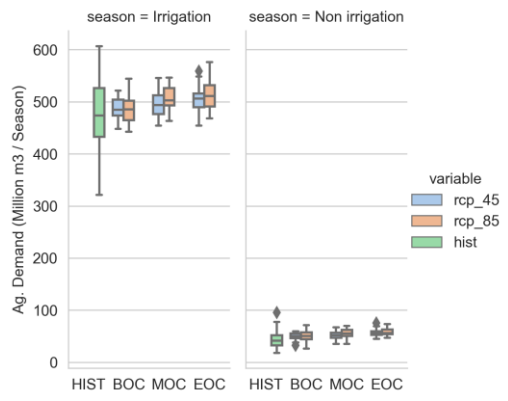 season = Irrigation
season = Non irrigation
Ag. Demand (Million m3 / Season)
600
500
400
300
200
100
0
HIST BOC MOC EOC
HIST BOC MOC EOC
variable
rcp_45
rcp_85
hist